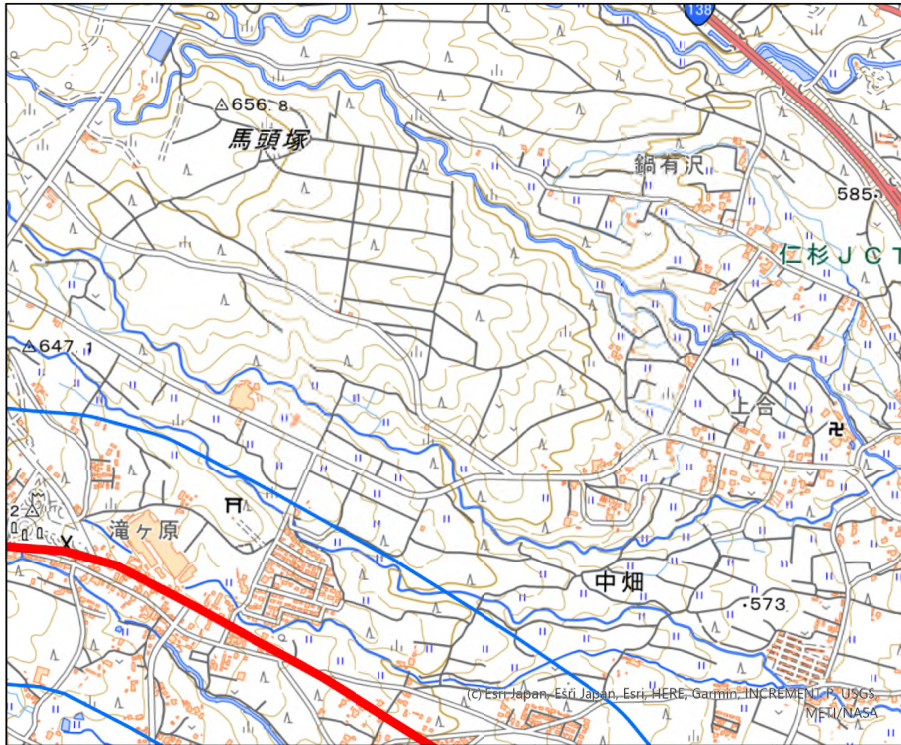 138
656.8
馬頭塚
鍋有沢
585
仁杉JCT
647.1
上合
2
滝ヶ原
中畑
573
(c) Esri Japan, Esri Japan, Esri, HERE, Garmin, INCREMENT P, USGS,
METI/NASA